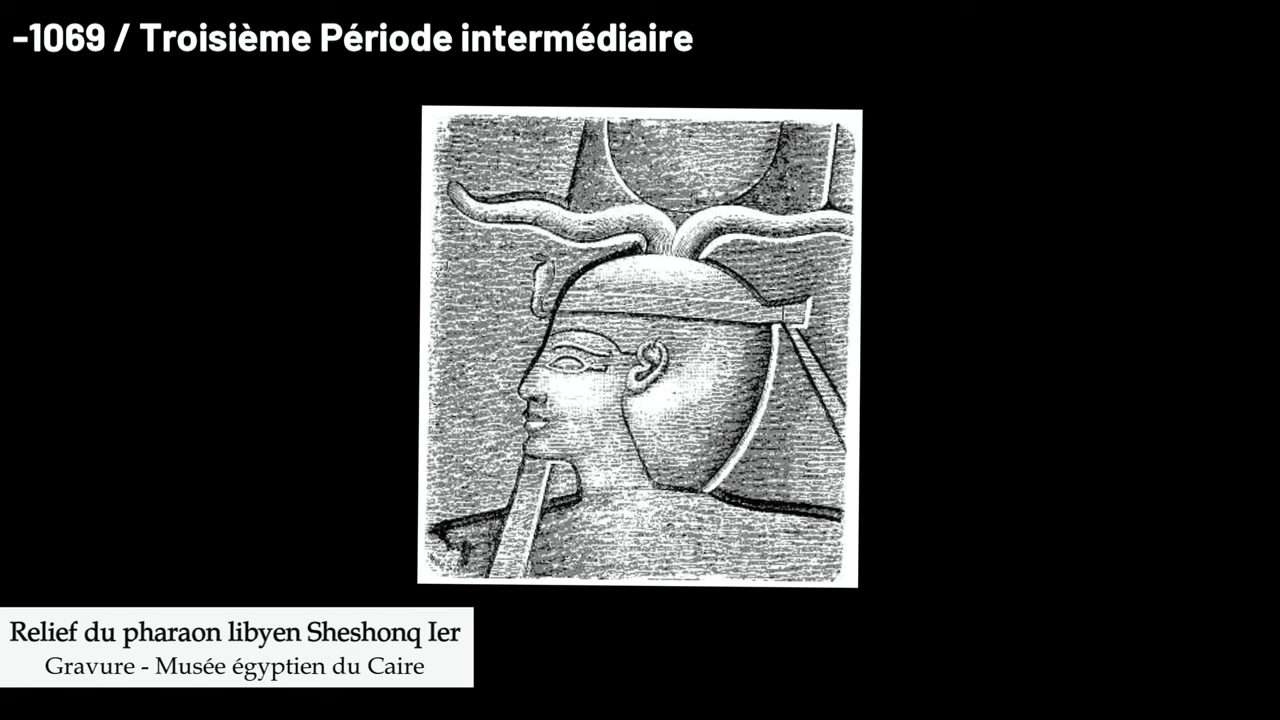 -1069 / Troisième Période intermédiaire
Relief du pharaon libyen Sheshonq Ier
Gravure - Musée égyptien du Caire